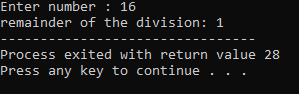 Enter number : 16
remainder of the division: 1
--------------------------------
Process exited with return value 28
Press any key to continue . . .